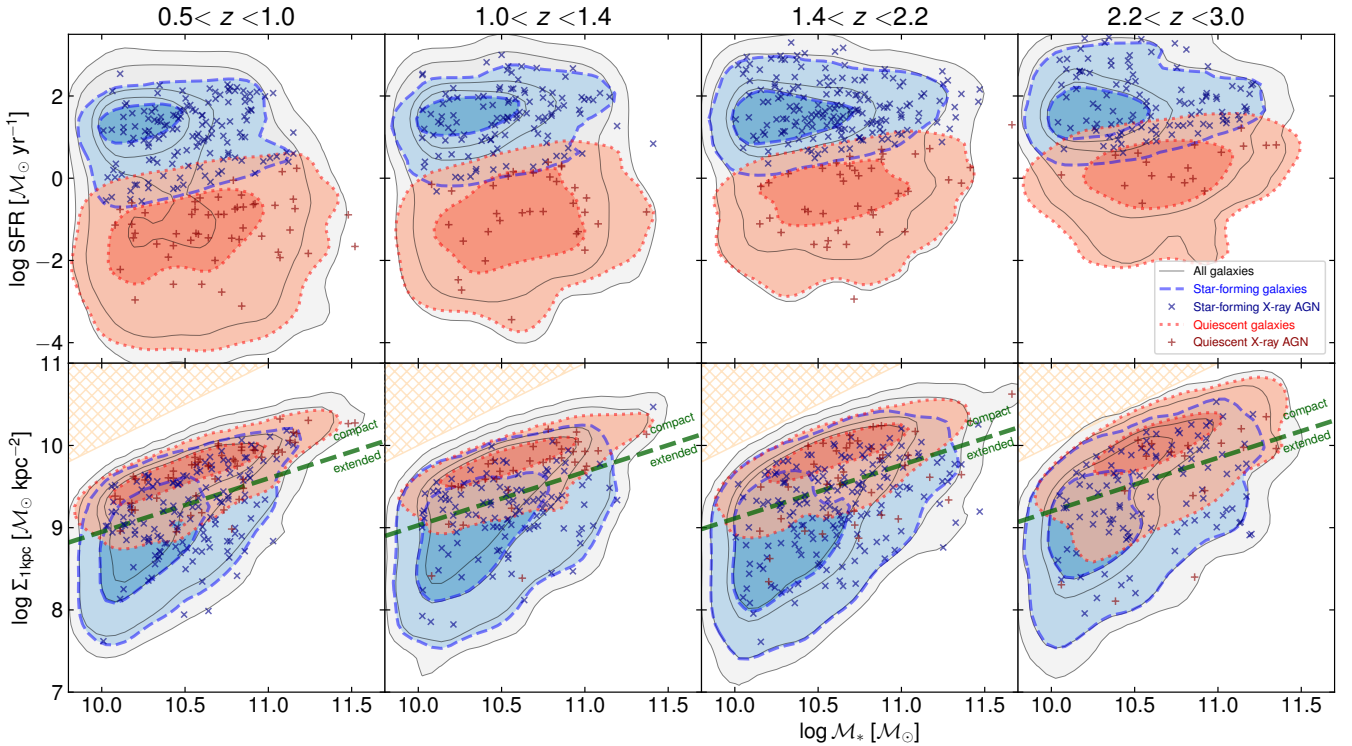 0.5< z <1.0
1.0< z <1.4
1.4< z <2.2
2.2< z <3.0
log SFR [ℳ⊙ yr⁻¹]
2
0
−2
−4
All galaxies
Star-forming galaxies
Star-forming X-ray AGN
Quiescent galaxies
Quiescent X-ray AGN
log Σ1kpc [ℳ⊙ kpc⁻²]
11
10
9
8
7
compact
extended
compact
extended
compact
extended
compact
extended
10.0 10.5 11.0 11.5
10.0 10.5 11.0 11.5
10.0 10.5 11.0 11.5
10.0 10.5 11.0 11.5
log ℳ* [ℳ⊙]